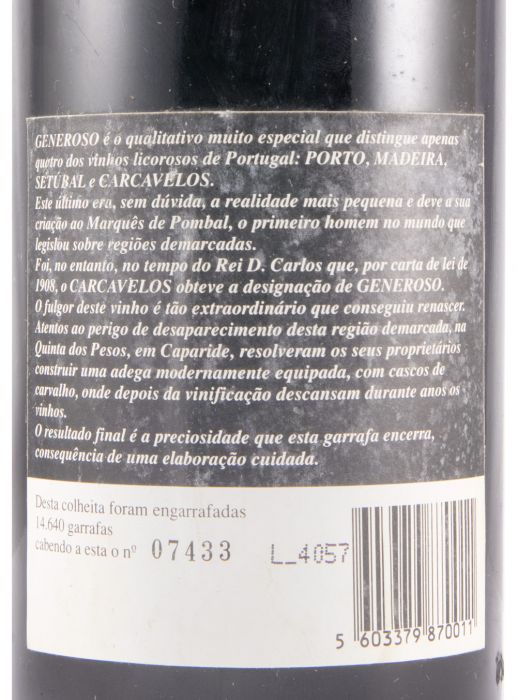 GENEROSO é o qualitativo muito especial que distingue apenas
quatro dos vinhos licorosos de Portugal: PORTO, MADEIRA,
SETÚBAL e CARCAVELOS.
Este último era, sem dúvida, a realidade mais pequena e deve a sua
criação ao Marquês de Pombal, o primeiro homem no mundo que
legislou sobre regiões demarcadas.
Foi, no entanto, no tempo do Rei D. Carlos que, por carta de lei de
1908, o CARCAVELOS obteve a designação de GENEROSO.
O fulgor deste vinho é tão extraordinário que conseguiu renascer.
Atentos ao perigo de desaparecimento desta região demarcada, na
Quinta dos Pesos, em Caparide, resolveram os seus proprietários
construir uma adega modernamente equipada, com cascos de
carvalho, onde depois da vinificação descansam durante anos os
vinhos.
O resultado final é a preciosidade que esta garrafa encerra,
consequência de uma elaboração cuidada.
Desta colheita foram engarrafadas
14.640 garrafas
cabendo a esta o nº 07433 L_4057
5 603379 870011